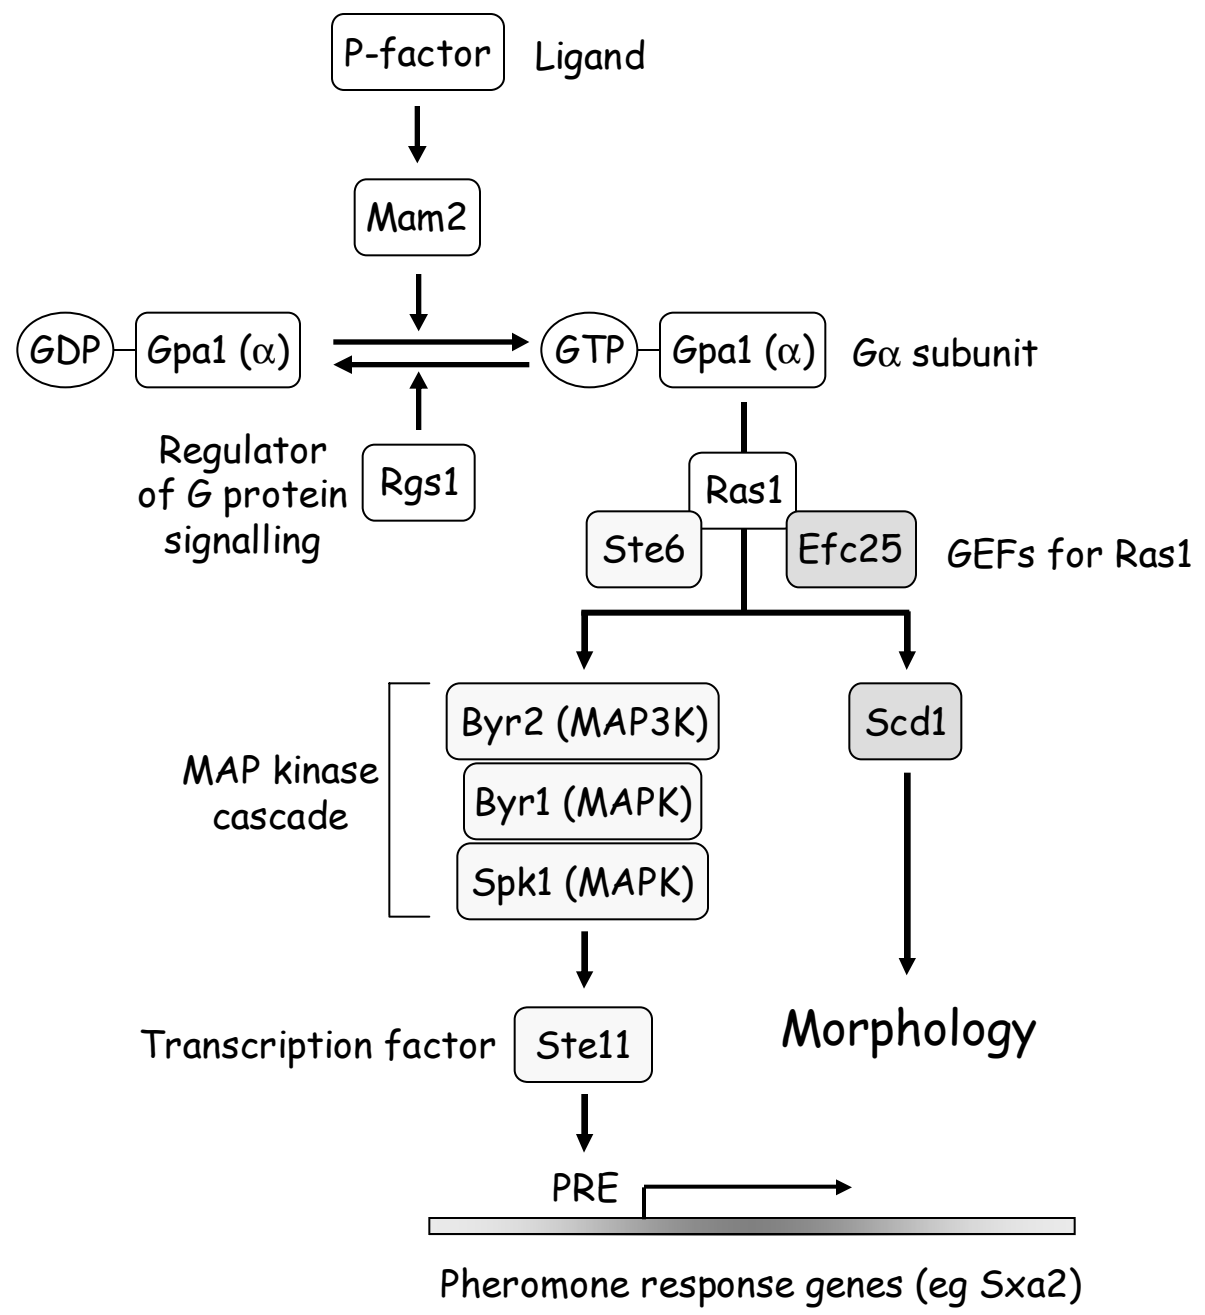 P-factor
Ligand
Mam2
GDP
Gpa1 (α)
GTP
Gpa1 (α)
Gα subunit
Regulator
of G protein
signalling
Rgs1
Ras1
Ste6
Efc25
GEFs for Ras1
Byr2 (MAP3K)
Scd1
MAP kinase
cascade
Byr1 (MAPK)
Spk1 (MAPK)
Transcription factor
Ste11
Morphology
PRE
Pheromone response genes (eg Sxa2)